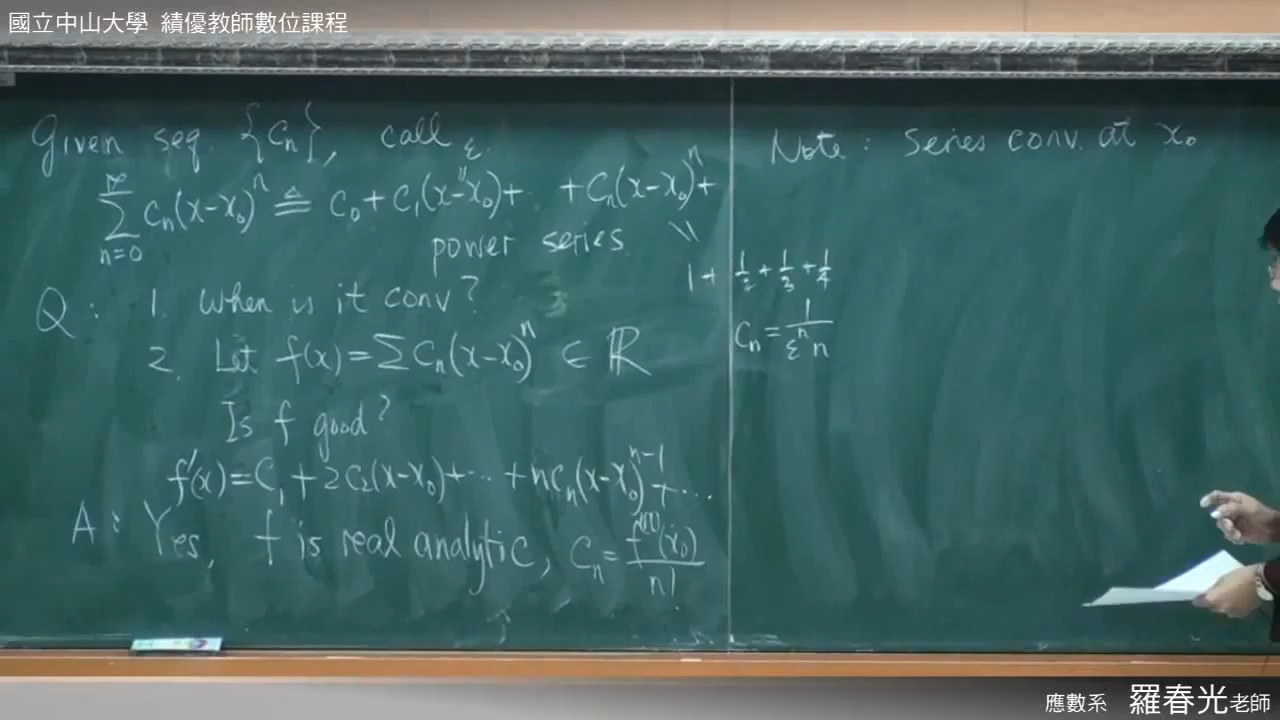 國立中山大學 績優教師數位課程
Given seq. {Cn}, call ε
∑_{n=0}^{∞} Cn(x-x₀)ⁿ ≜ C₀+C₁(x-x₀)+ ·· +Cn(x-x₀)ⁿ+
power series
Q: 1. When is it conv?
2. Let f(x)=∑Cn(x-x₀)ⁿ ∈ ℝ
Is f good?
f'(x)=C₁+2C₂(x-x₀)+··· +nCn(x-x₀)ⁿ⁻¹+···
A: Yes, f is real analytic, Cn=f⁽ⁿ⁾(x₀)/n!
Note: Series conv. at x₀
1+1/2+1/3+1/4
Cn=1/(εⁿn)
應數系 羅春光老師